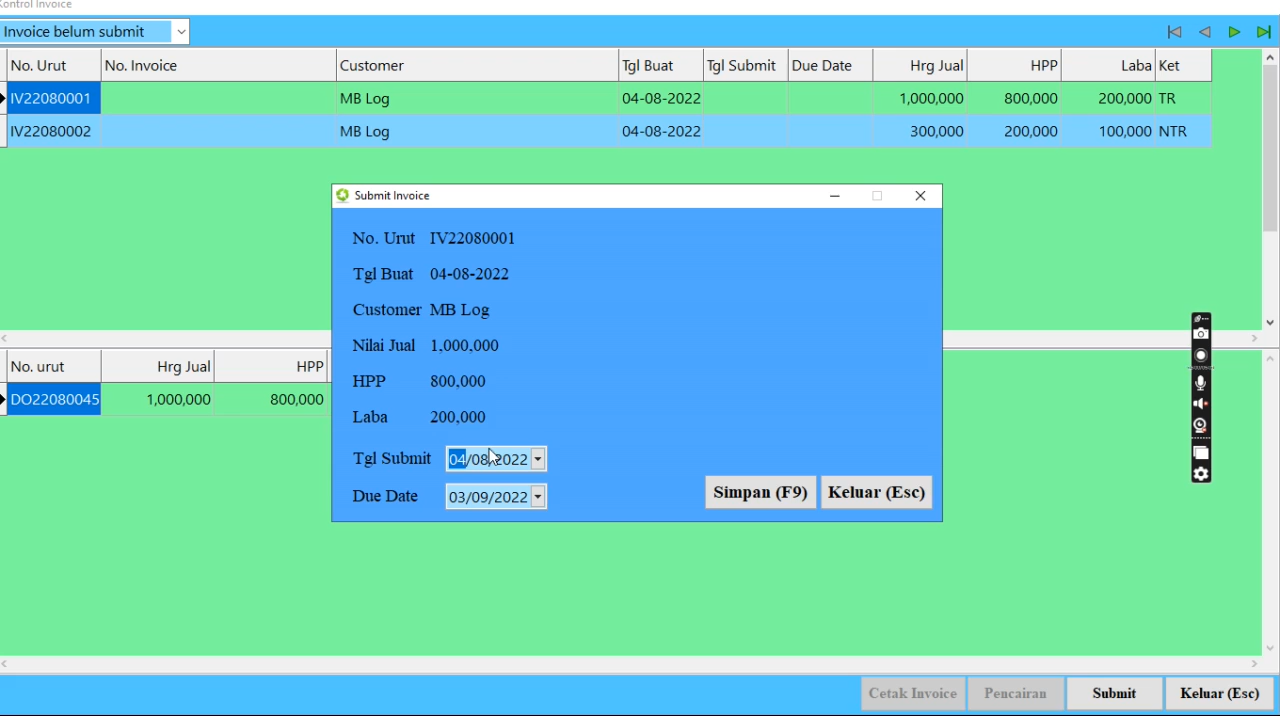 Kontrol Invoice
Invoice belum submit
No. Urut No. Invoice Customer Tgl Buat Tgl Submit Due Date Hrg Jual HPP Laba Ket
IV22080001 MB Log 04-08-2022 1,000,000 800,000 200,000 TR
IV22080002 MB Log 04-08-2022 300,000 200,000 100,000 NTR
Submit Invoice
No. Urut IV22080001
Tgl Buat 04-08-2022
Customer MB Log
Nilai Jual 1,000,000
HPP 800,000
Laba 200,000
Tgl Submit 04/08/2022
Due Date 03/09/2022
Simpan (F9) Keluar (Esc)
No. urut Hrg Jual HPP
DO22080045 1,000,000 800,000
Cetak Invoice Pencairan Submit Keluar (Esc)